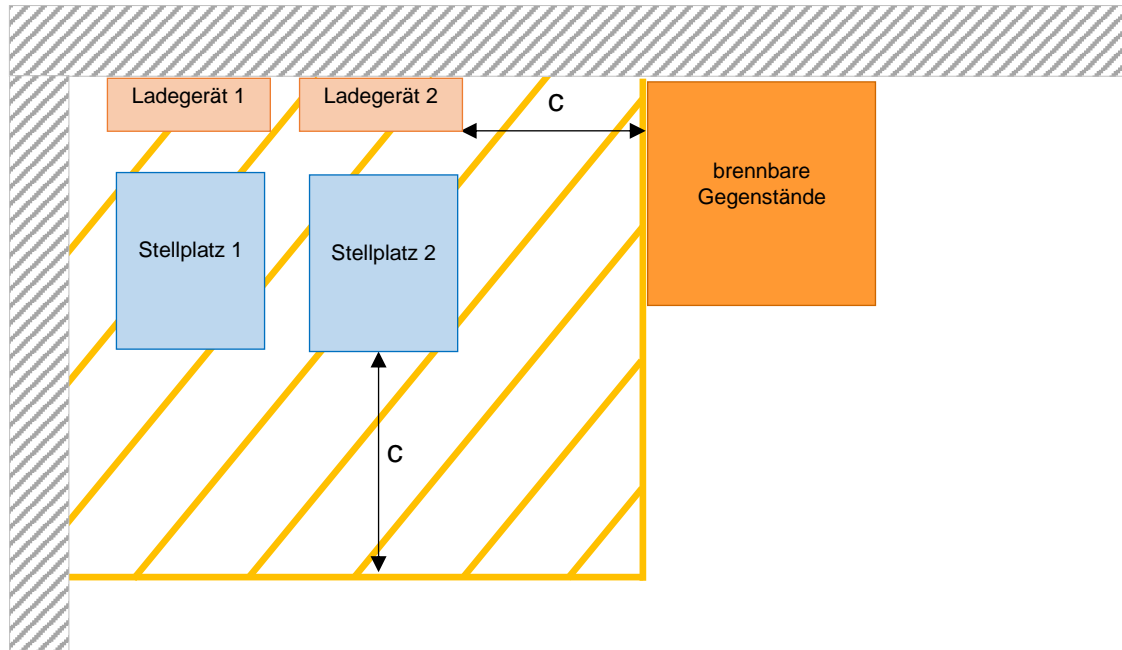 Ladegerät 1
Ladegerät 2
C
brennbare
Gegenstände
Stellplatz 1
Stellplatz 2
C